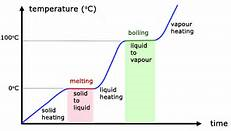 temperature (°C)
boiling
vapour
heating
100°C
liquid
to
vapour
melting
0°C
solid
to
liquid
liquid
heating
solid
heating
time